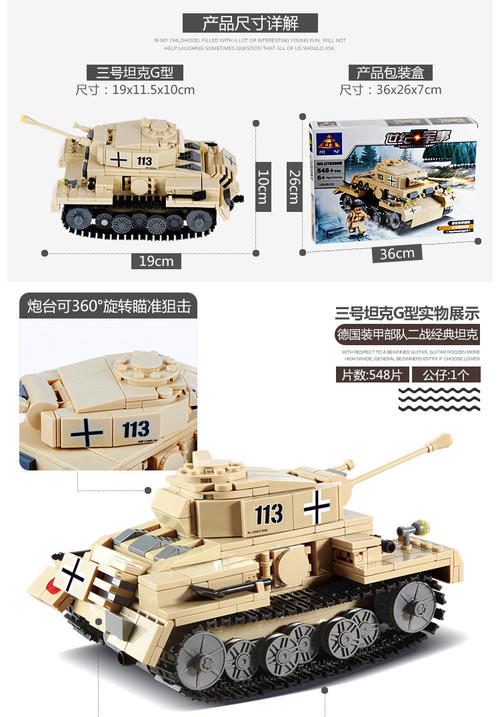 产品尺寸详解
IN MY CHILDHOOD, FILLED WITH A LOT OF INTERESTING YOUNG FUN, WILL NOT
HELP LAUGHING SOMETIMES QUESTION THAT ALL OF US SHOULD ASK.
三号坦克G型
尺寸：19x11.5x10cm
产品包装盒
尺寸：36x26x7cm
113
10cm
19cm
26cm
世纪军事
NO.KY82008
548+PCS
6+
113
36cm
炮台可360°旋转瞄准狙击
113
三号坦克G型实物展示
德国装甲部队二战经典坦克
WITH RESPECT TO A BEGINNER GUITAR, GUITAR ROOZEN MORE
HIGH GRADE, GENERAL BEGINNERS ENTRY IF CHOOSE LOWER
片数:548片
公仔:1个
113